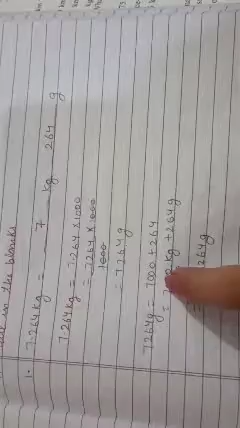 in the blanks
1. 7.264 kg = 7 kg 264 g
7.264 kg = 7.264 × 1000
= 7264 × 1000
1000
= 7264 g
7264 g = 7000 + 264
kg + 264 g
264 g